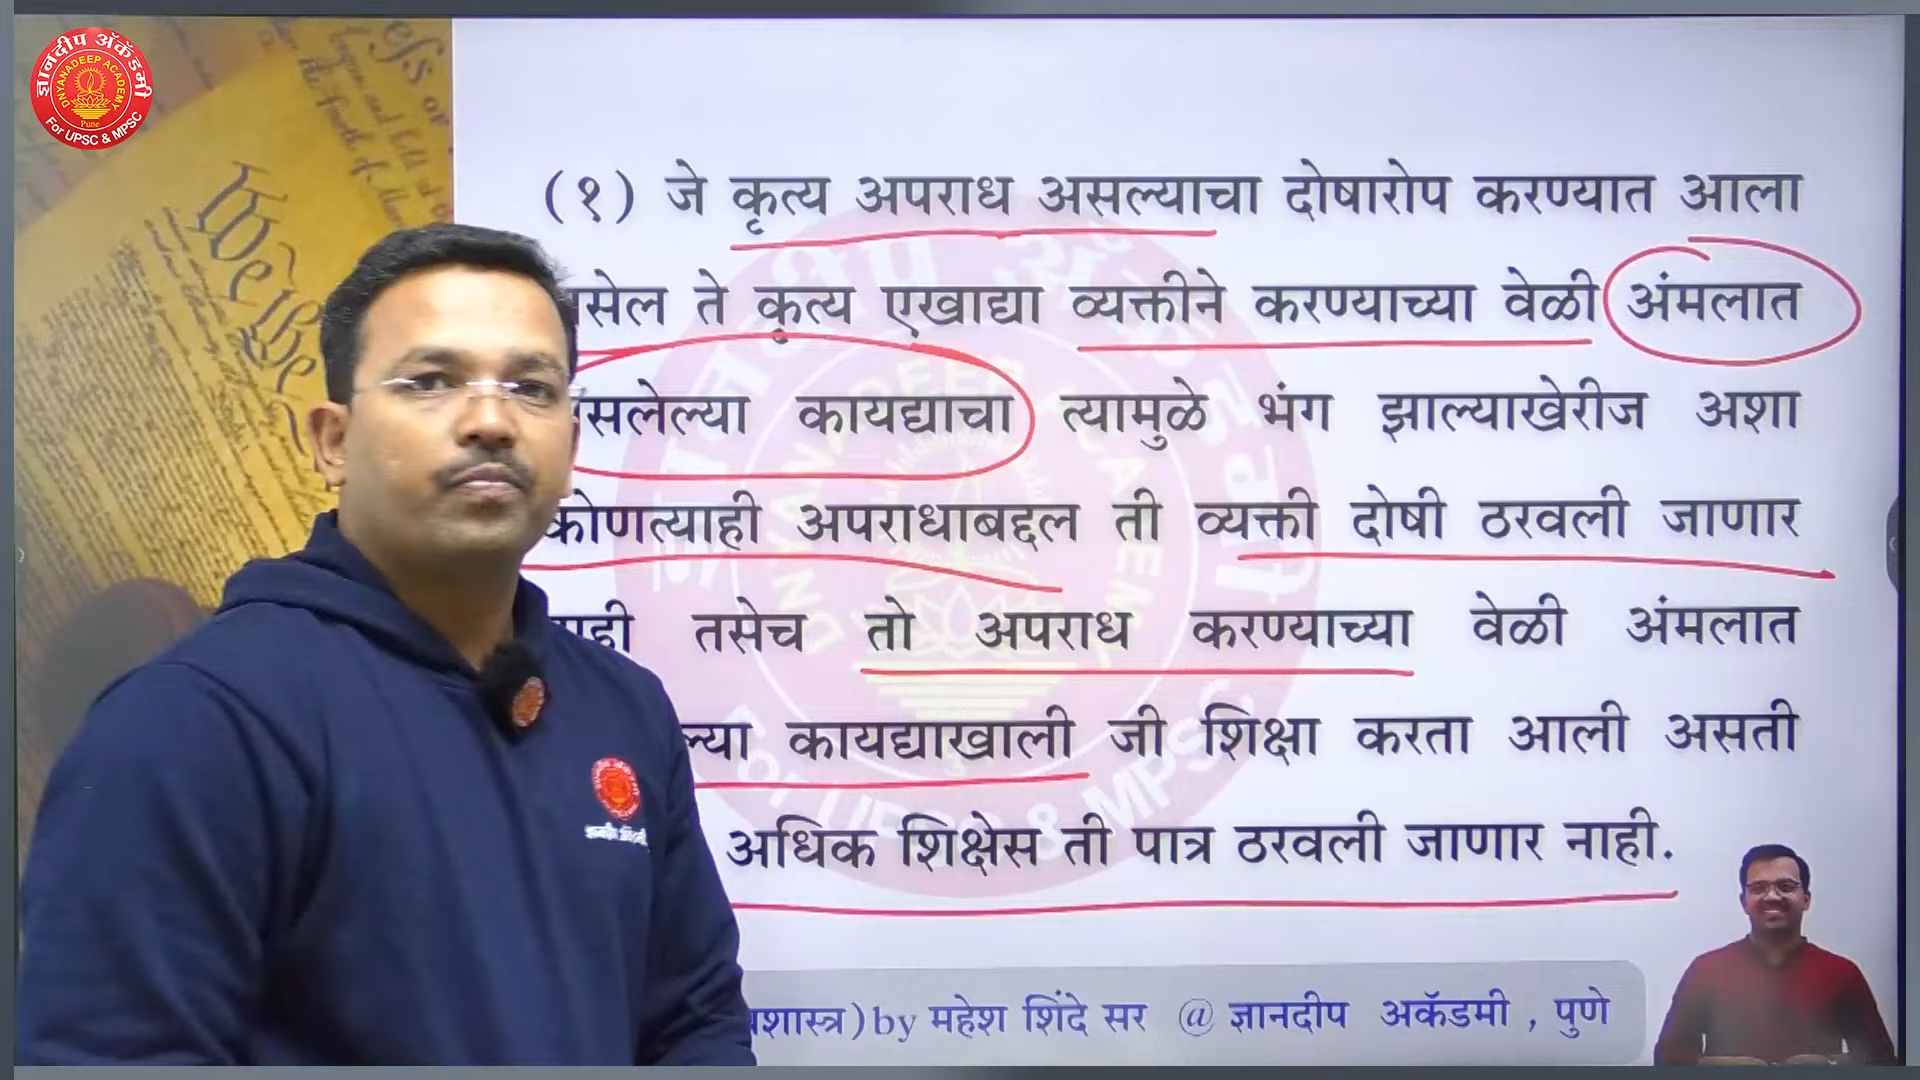 ज्ञानदीप अ‍ॅकॅडमी
DNYANADEEP ACADEMY
Pune
For UPSC & MPSC
(१) जे कृत्य अपराध असल्याचा दोषारोप करण्यात आला
ते कृत्य एखाद्या व्यक्तीने करण्याच्या वेळी अंमलात
कायद्याचा त्यामुळे भंग झाल्याखेरीज अशा
कोणत्याही अपराधाबद्दल ती व्यक्ती दोषी ठरवली जाणार
तसेच तो अपराध करण्याच्या वेळी अंमलात
कायद्याखाली जी शिक्षा करता आली असती
अधिक शिक्षेस ती पात्र ठरवली जाणार नाही.
by महेश शिंदे सर @ ज्ञानदीप अकॅडमी , पुणे